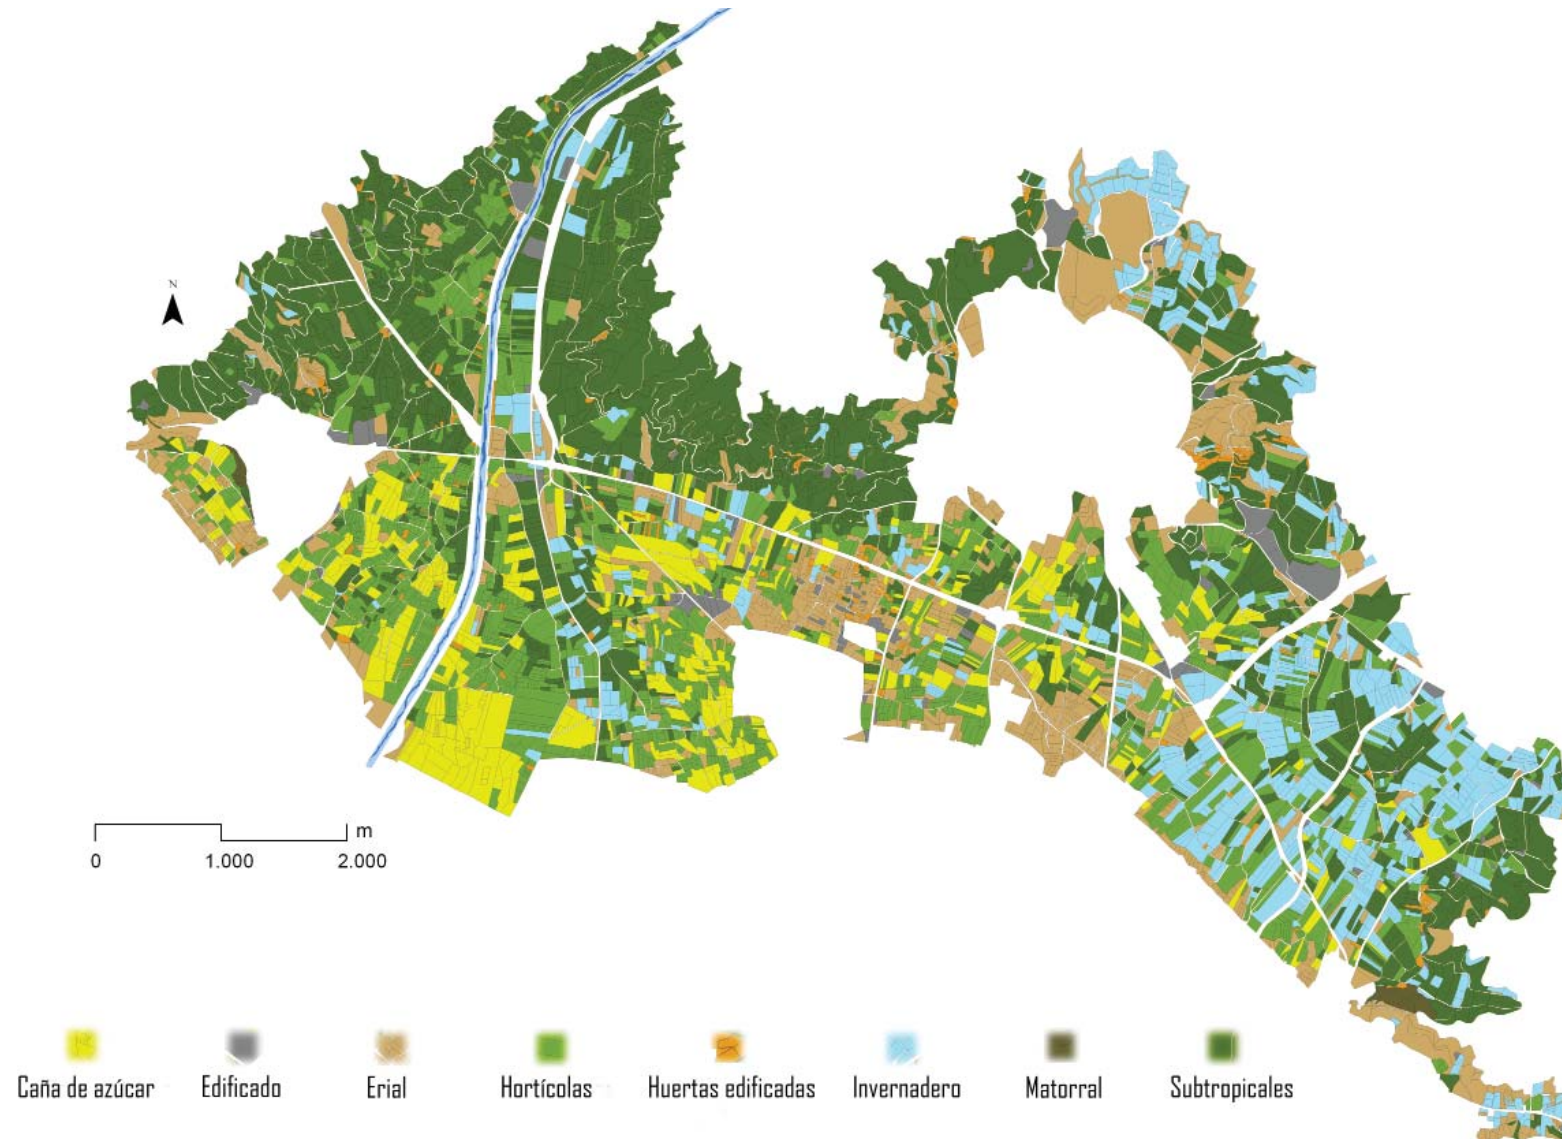 N
m
0 1.000 2.000
Caña de azúcar Edificado Erial Hortícolas Huertas edificadas Invernadero Matorral Subtropicales